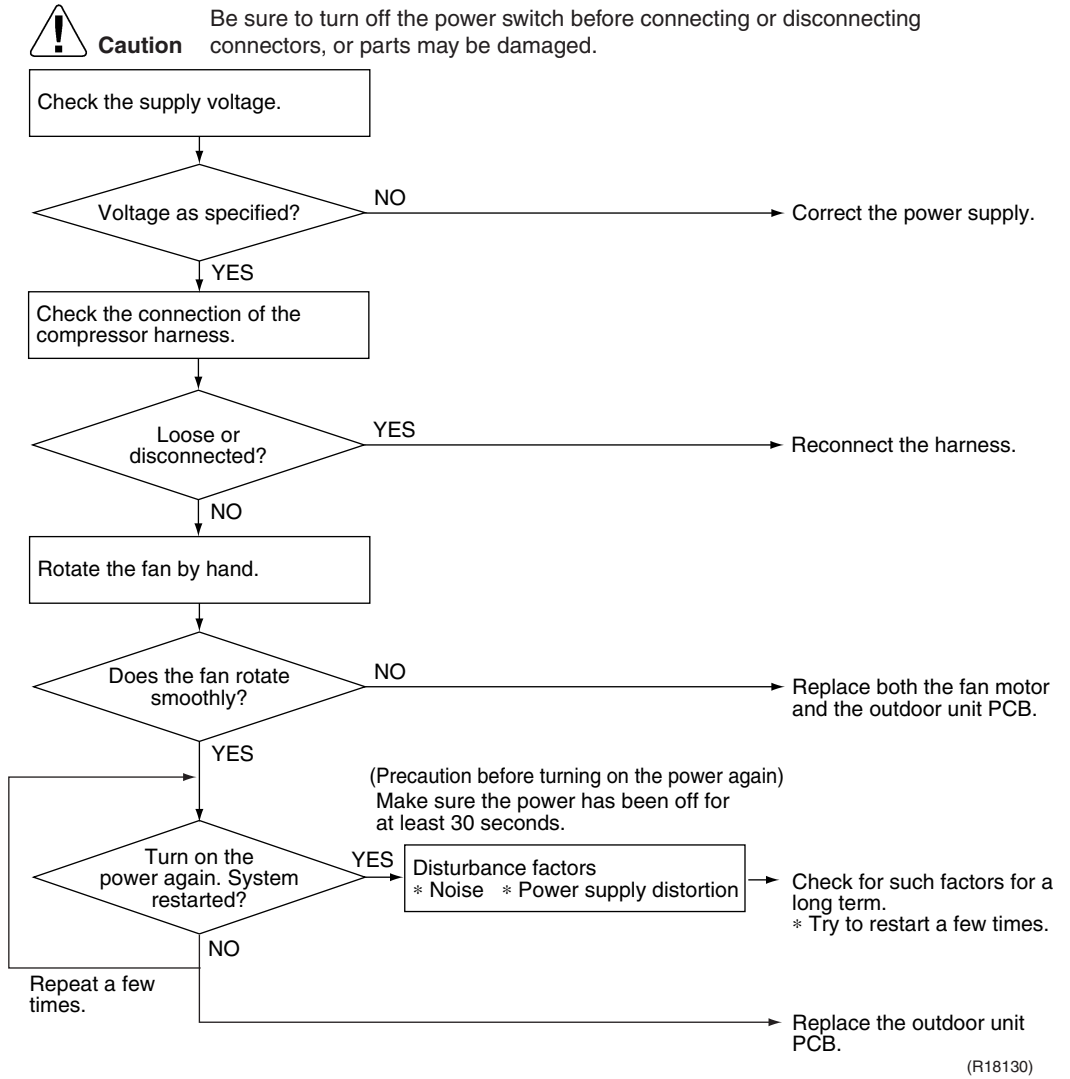 Be sure to turn off the power switch before connecting or disconnecting
Caution connectors, or parts may be damaged.
Check the supply voltage.
Voltage as specified?
NO
Correct the power supply.
YES
Check the connection of the
compressor harness.
Loose or
disconnected?
YES
Reconnect the harness.
NO
Rotate the fan by hand.
Does the fan rotate
smoothly?
NO
Replace both the fan motor
and the outdoor unit PCB.
YES
(Precaution before turning on the power again)
Make sure the power has been off for
at least 30 seconds.
Turn on the
power again. System
restarted?
YES
Disturbance factors
* Noise * Power supply distortion
Check for such factors for a
long term.
* Try to restart a few times.
NO
Repeat a few
times.
Replace the outdoor unit
PCB.
(R18130)